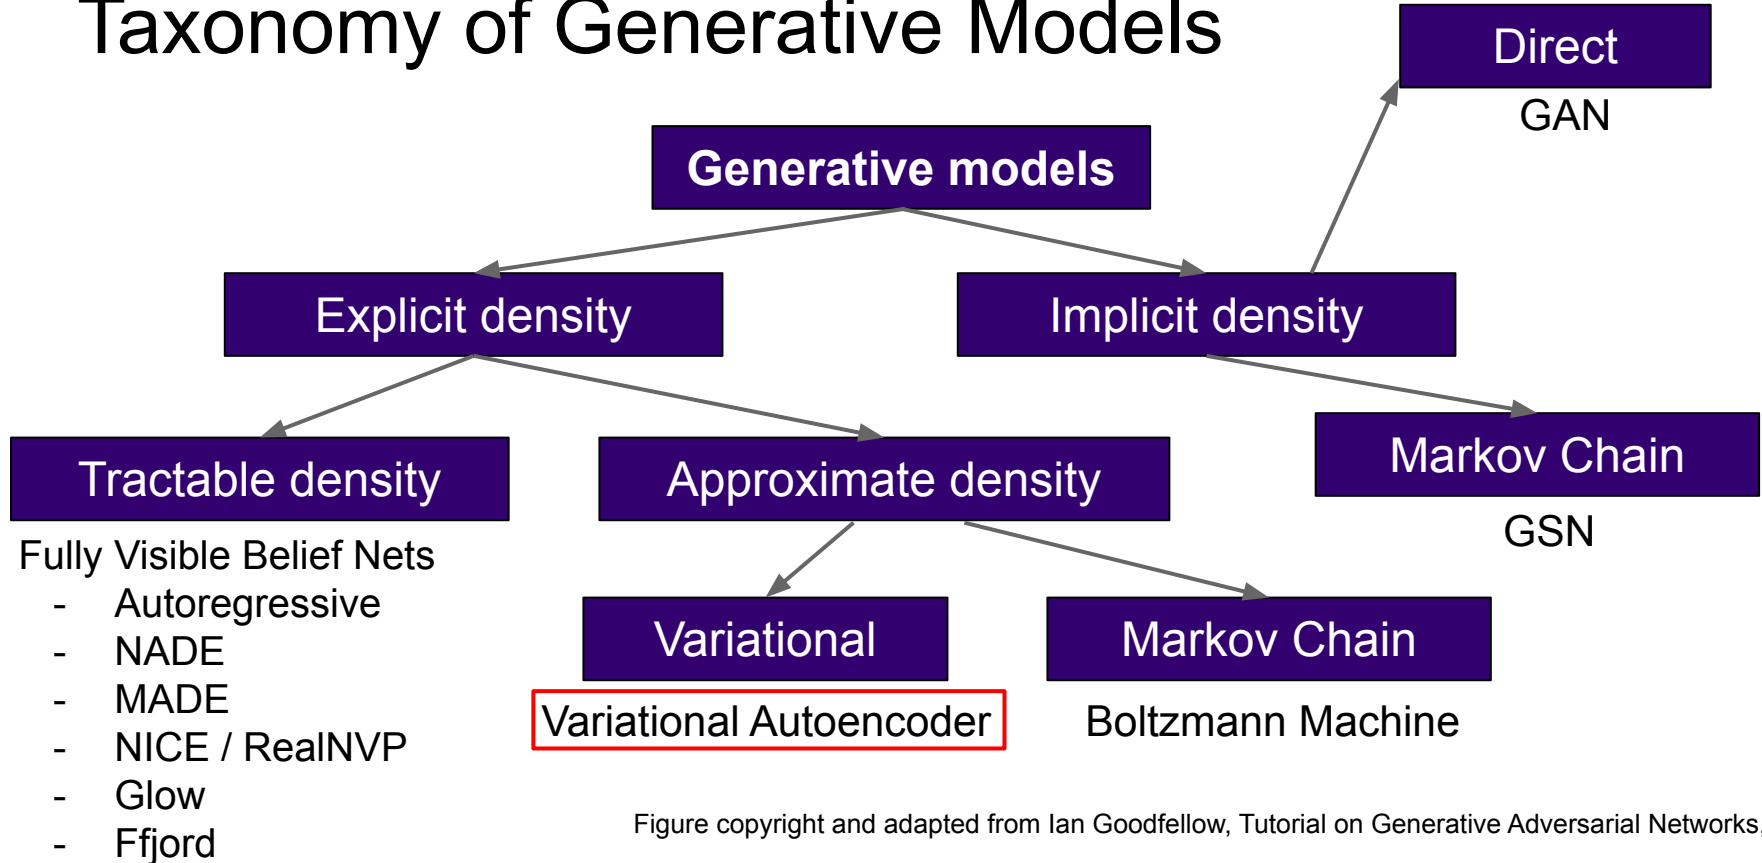 Taxonomy of Generative Models
Direct
GAN
Generative models
Explicit density
Implicit density
Tractable density
Approximate density
Markov Chain
GSN
Fully Visible Belief Nets
- Autoregressive
- NADE
- MADE
- NICE / RealNVP
- Glow
- Ffjord
Variational
Markov Chain
Variational Autoencoder
Boltzmann Machine
Figure copyright and adapted from Ian Goodfellow, Tutorial on Generative Adversarial Networks,